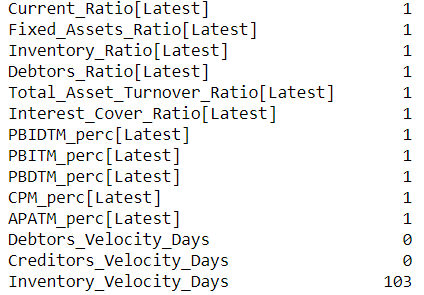 Current_Ratio[Latest] 1
Fixed_Assets_Ratio[Latest] 1
Inventory_Ratio[Latest] 1
Debtors_Ratio[Latest] 1
Total_Asset_Turnover_Ratio[Latest] 1
Interest_Cover_Ratio[Latest] 1
PBIDTM_perc[Latest] 1
PBITM_perc[Latest] 1
PBDTM_perc[Latest] 1
CPM_perc[Latest] 1
APATM_perc[Latest] 1
Debtors_Velocity_Days 0
Creditors_Velocity_Days 0
Inventory_Velocity_Days 103